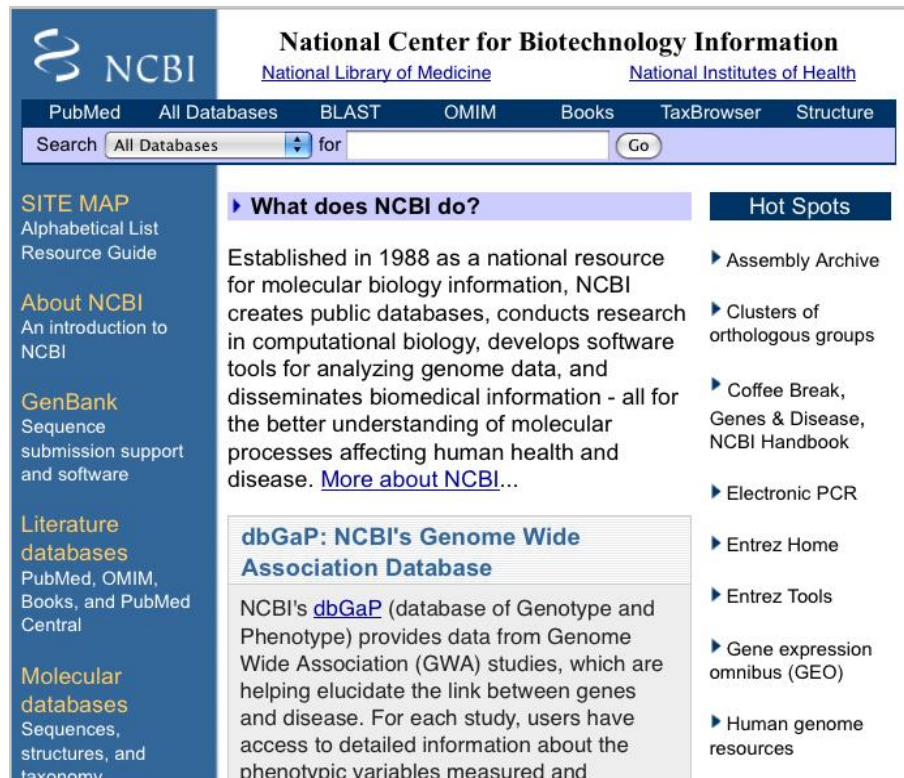 NCBI
National Center for Biotechnology Information
National Library of Medicine National Institutes of Health
PubMed All Databases BLAST OMIM Books TaxBrowser Structure
Search All Databases for Go
SITE MAP
Alphabetical List
Resource Guide
About NCBI
An introduction to
NCBI
GenBank
Sequence
submission support
and software
Literature
databases
PubMed, OMIM,
Books, and PubMed
Central
Molecular
databases
Sequences,
structures, and
taxonomy
What does NCBI do?
Established in 1988 as a national resource
for molecular biology information, NCBI
creates public databases, conducts research
in computational biology, develops software
tools for analyzing genome data, and
disseminates biomedical information - all for
the better understanding of molecular
processes affecting human health and
disease. More about NCBI...
dbGaP: NCBI's Genome Wide
Association Database
NCBI's dbGaP (database of Genotype and
Phenotype) provides data from Genome
Wide Association (GWA) studies, which are
helping elucidate the link between genes
and disease. For each study, users have
access to detailed information about the
phenotypic variables measured and
Hot Spots
Assembly Archive
Clusters of
orthologous groups
Coffee Break,
Genes & Disease,
NCBI Handbook
Electronic PCR
Entrez Home
Entrez Tools
Gene expression
omnibus (GEO)
Human genome
resources